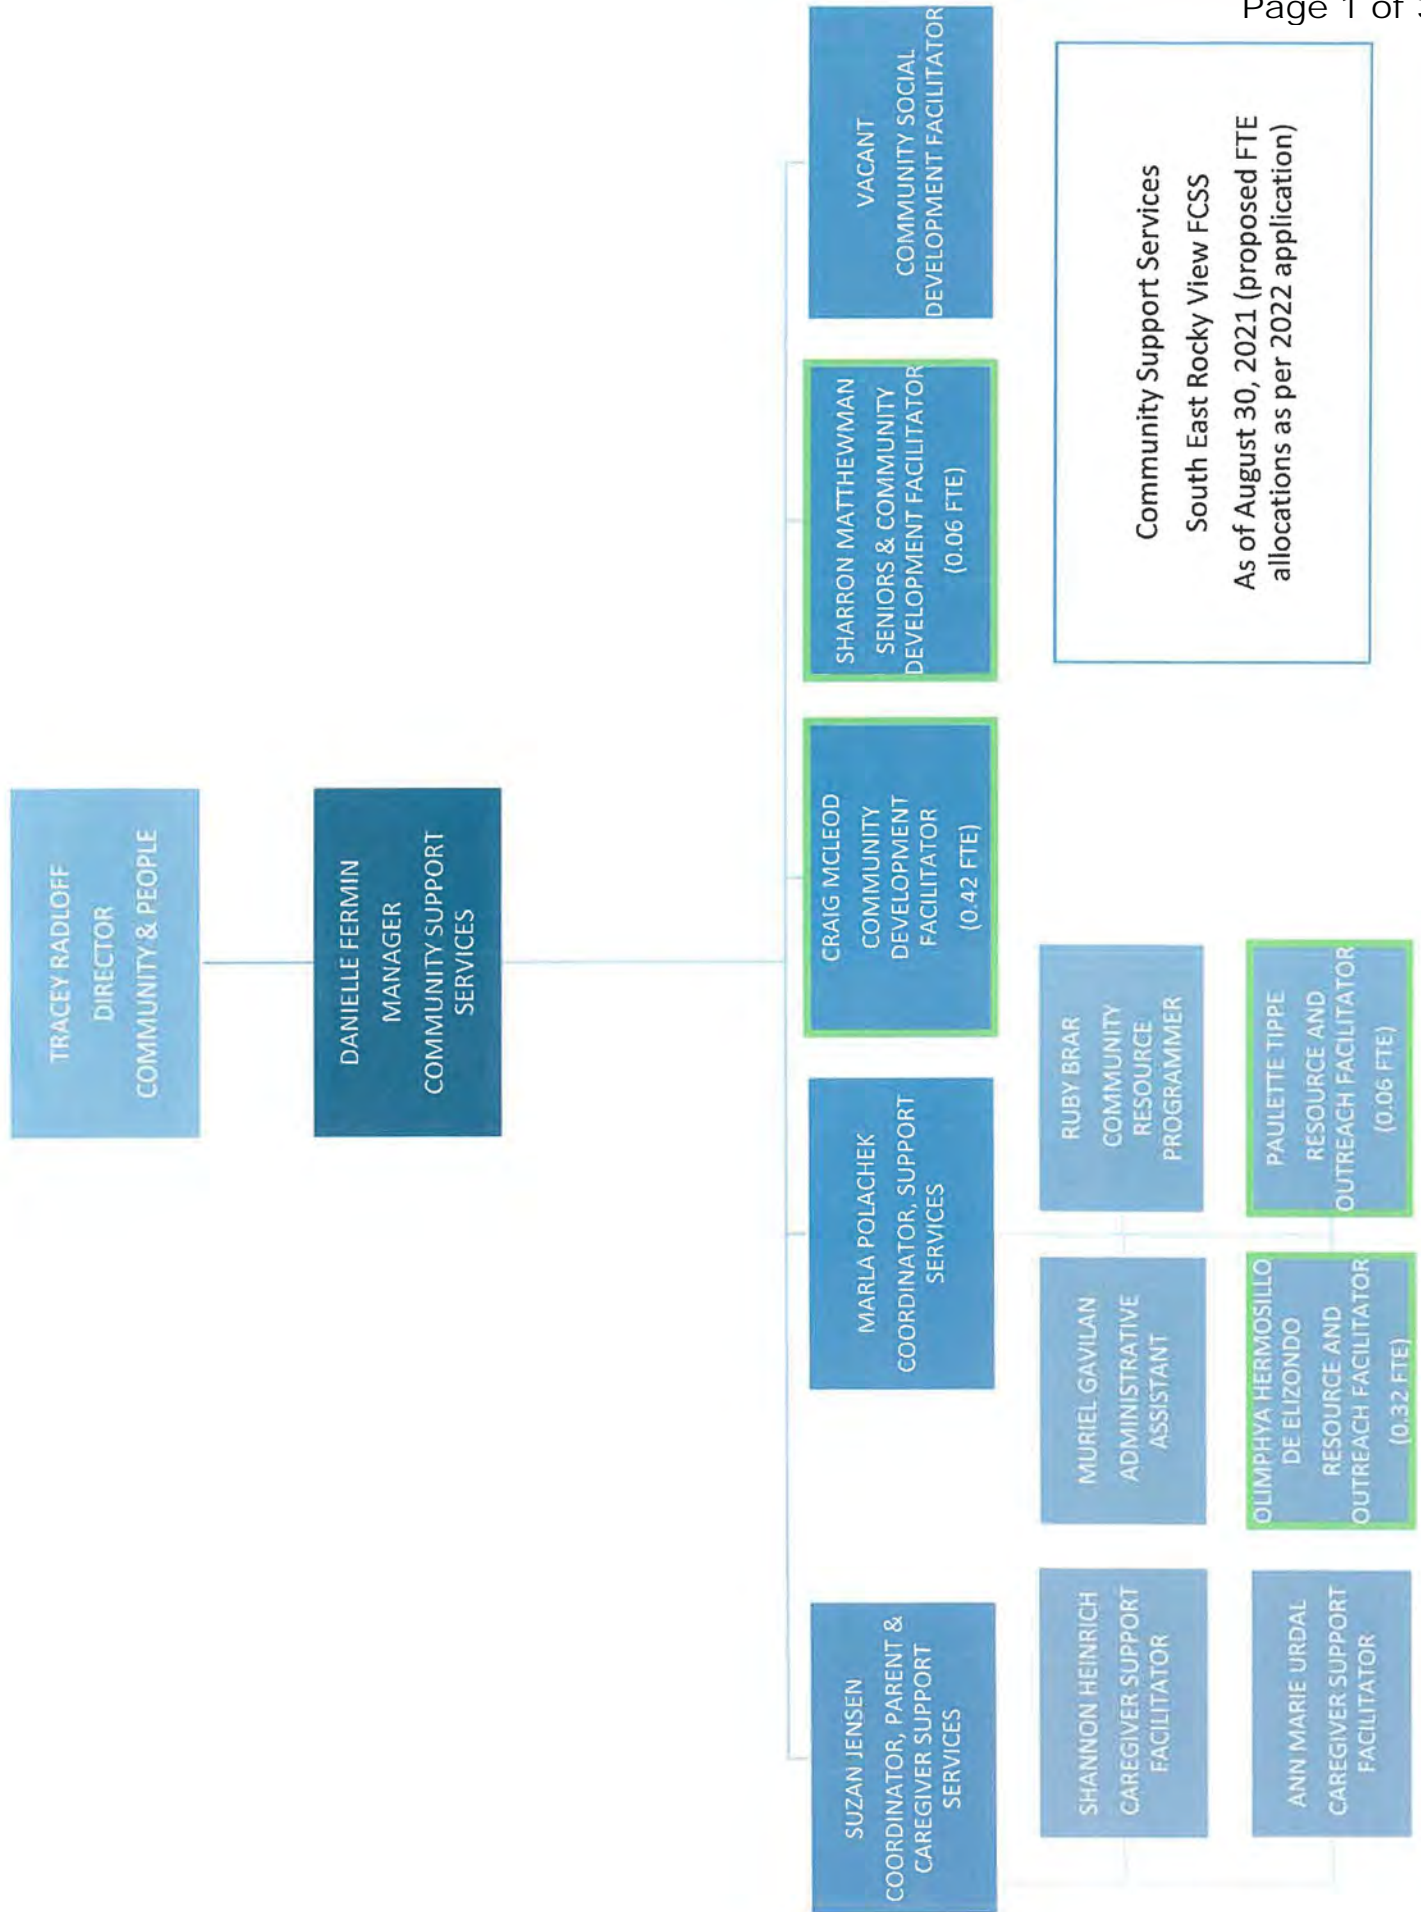 Page 1 of 3
TRACEY RADLOFF
DIRECTOR
COMMUNITY & PEOPLE
DANIELLE FERMIN
MANAGER
COMMUNITY SUPPORT
SERVICES
SUZAN JENSEN
COORDINATOR, PARENT &
CAREGIVER SUPPORT
SERVICES
MARLA POLACHEK
COORDINATOR, SUPPORT
SERVICES
CRAIG MCLEOD
COMMUNITY
DEVELOPMENT
FACILITATOR
(0.42 FTE)
SHARRON MATTHEWMAN
SENIORS & COMMUNITY
DEVELOPMENT FACILITATOR
(0.06 FTE)
VACANT
COMMUNITY SOCIAL
DEVELOPMENT FACILITATOR
SHANNON HEINRICH
CAREGIVER SUPPORT
FACILITATOR
MURIEL GAVILAN
ADMINISTRATIVE
ASSISTANT
RUBY BRAR
COMMUNITY
RESOURCE
PROGRAMMER
ANN MARIE URDAL
CAREGIVER SUPPORT
FACILITATOR
OLIMPHYA HERMOSILLO
DE ELIZONDO
RESOURCE AND
OUTREACH FACILITATOR
(0.32 FTE)
PAULETTE TIPPE
RESOURCE AND
OUTREACH FACILITATOR
(0.06 FTE)
Community Support Services
South East Rocky View FCSS
As of August 30, 2021 (proposed FTE
allocations as per 2022 application)